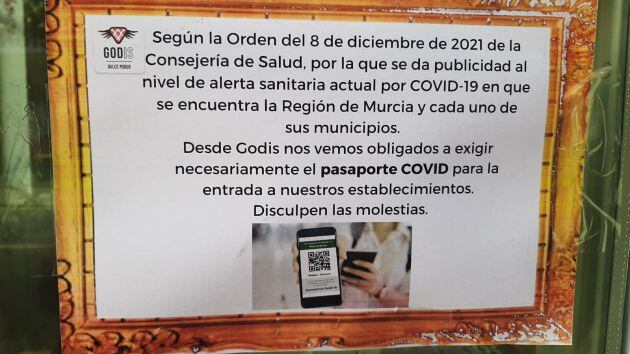 GODIS
DULCE PODER
Según la Orden del 8 de diciembre de 2021 de la
Consejería de Salud, por la que se da publicidad al
nivel de alerta sanitaria actual por COVID-19 en que
se encuentra la Región de Murcia y cada uno de
sus municipios.
Desde Godis nos vemos obligados a exigir
necesariamente el pasaporte COVID para la
entrada a nuestros establecimientos.
Disculpen las molestias.